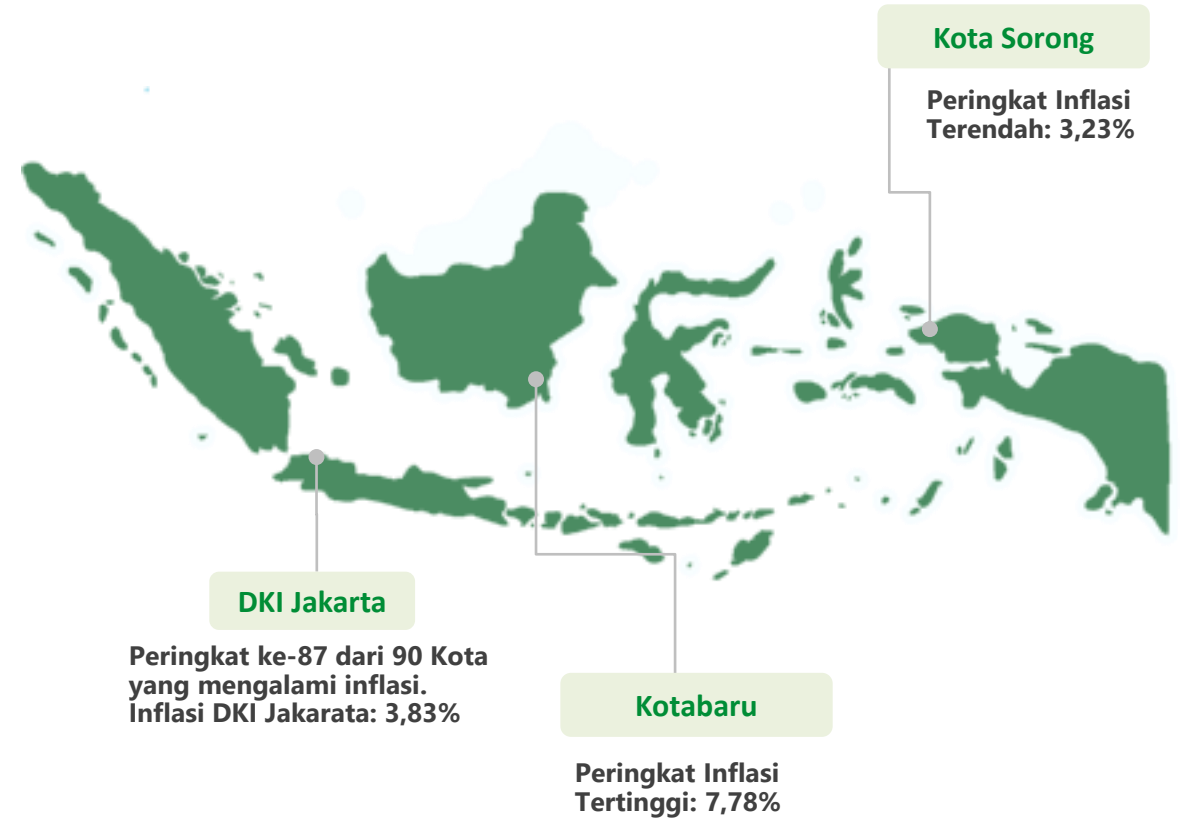 Kota Sorong
Peringkat Inflasi
Terendah: 3,23%
DKI Jakarta
Peringkat ke-87 dari 90 Kota
yang mengalami inflasi.
Inflasi DKI Jakarata: 3,83%
Kotabaru
Peringkat Inflasi
Tertinggi: 7,78%